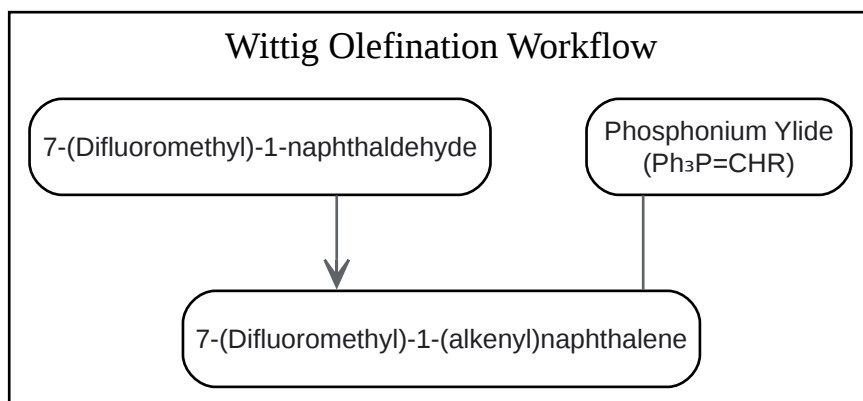 Wittig Olefination Workflow
7-(Difluoromethyl)-1-naphthaldehyde
Phosphonium Ylide
(Ph₃P=CHR)
7-(Difluoromethyl)-1-(alkenyl)naphthalene